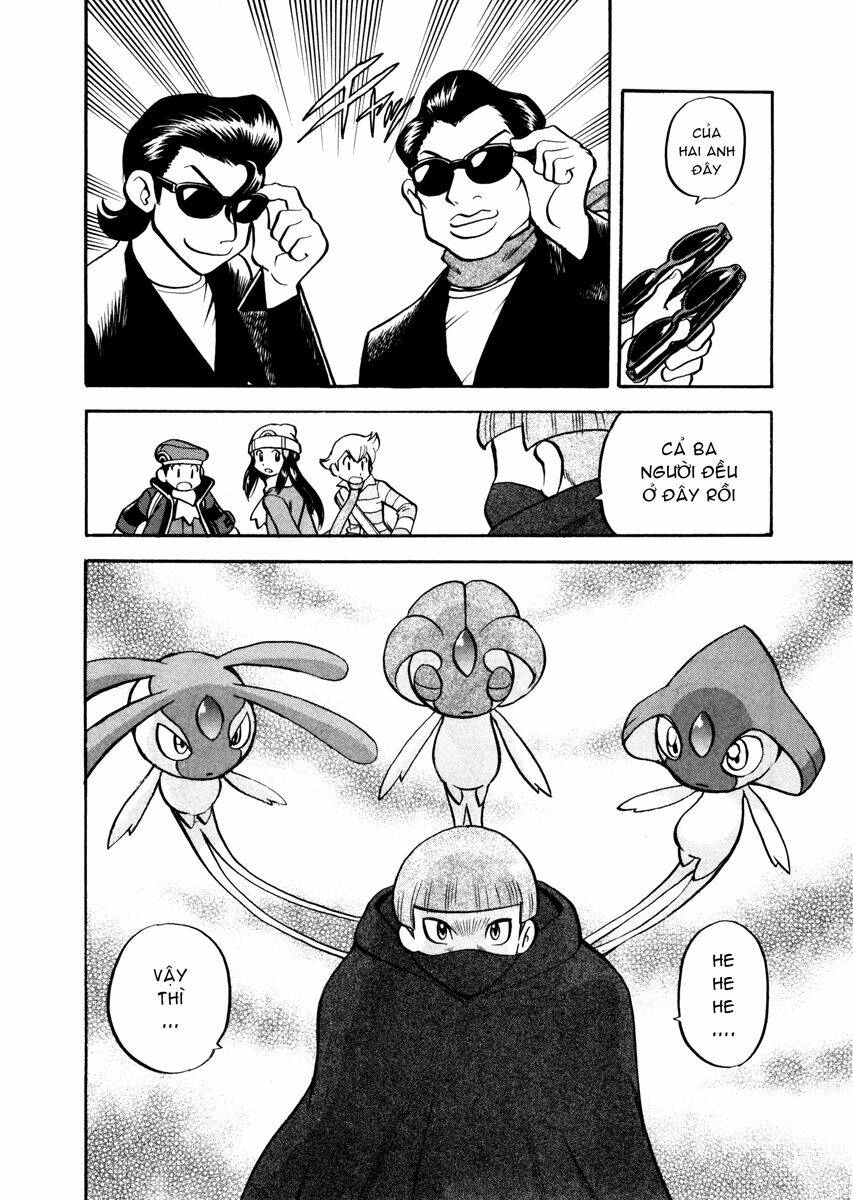 CỦA
HAI ANH
ĐÂY
CẢ BA
NGƯỜI ĐỀU
Ở ĐÂY RỒI
HE
HE
HE
....
VẬY
THÌ
...